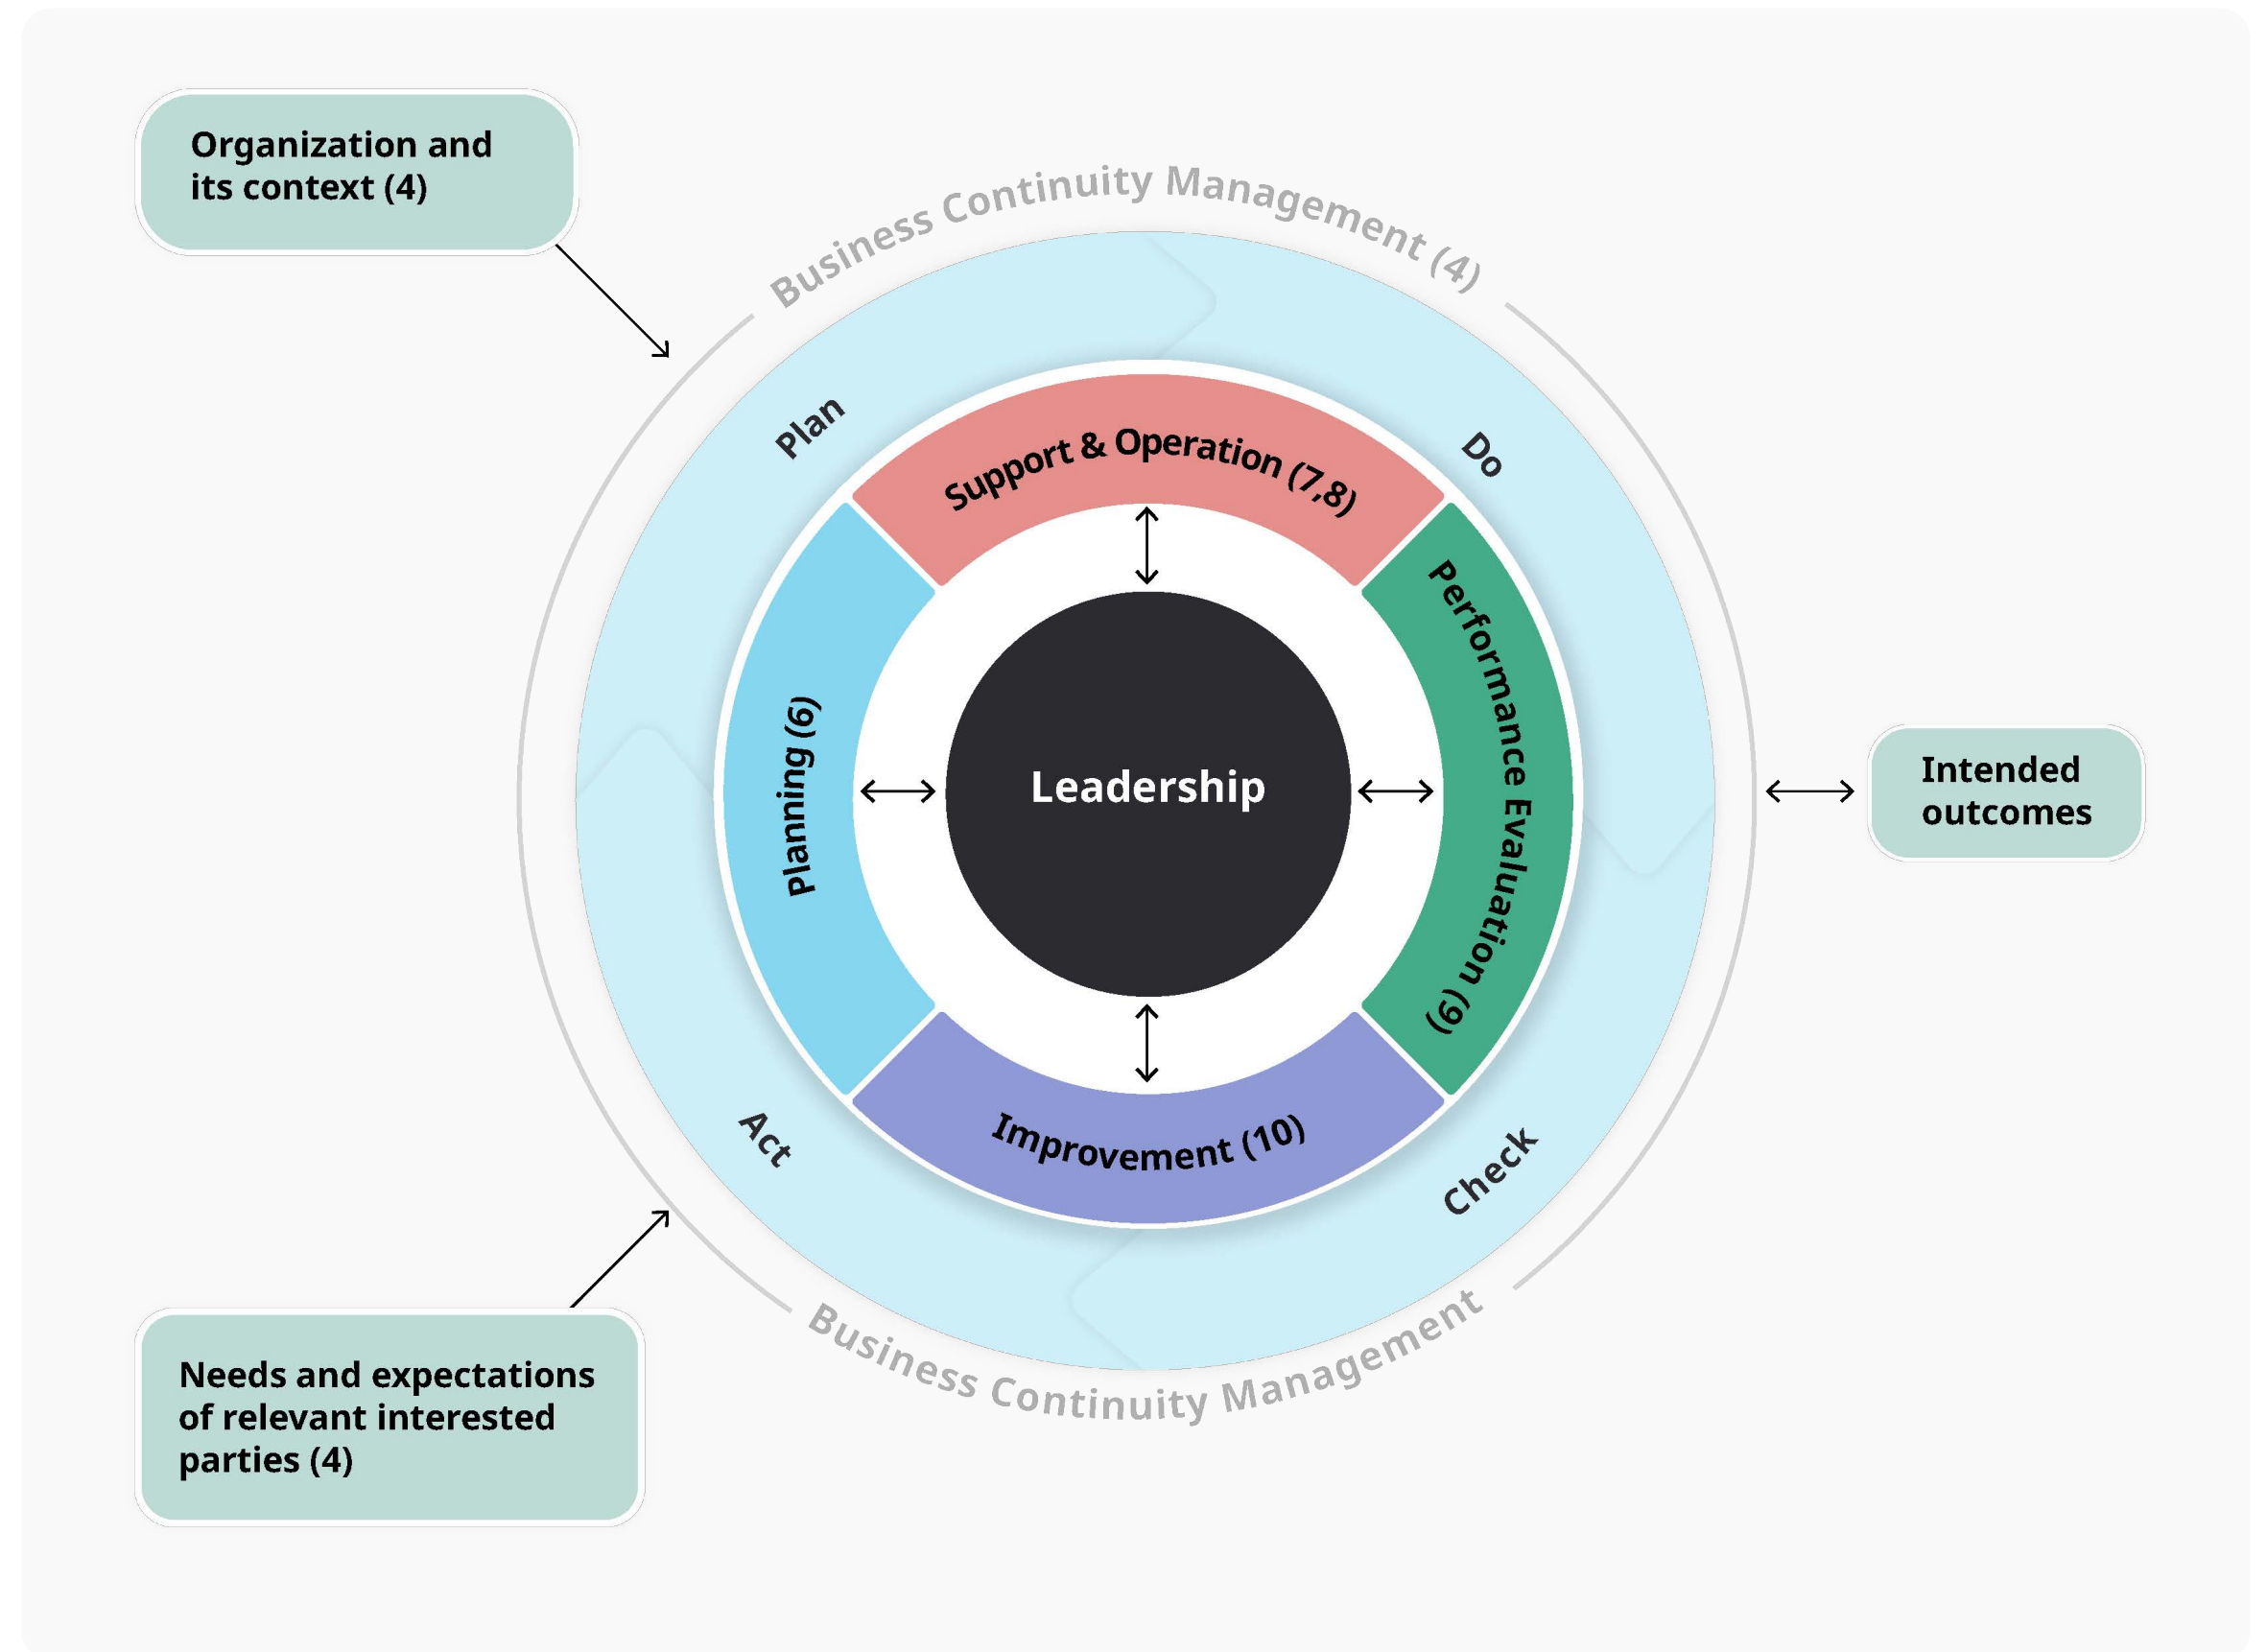 Organization and
its context (4)
Business Continuity Management (4)
Plan
Do
Support & Operation (7,8)
Planning (6)
Leadership
Performance Evaluation (9)
Intended
outcomes
Improvement (10)
Act
Check
Business Continuity Management
Needs and expectations
of relevant interested
parties (4)